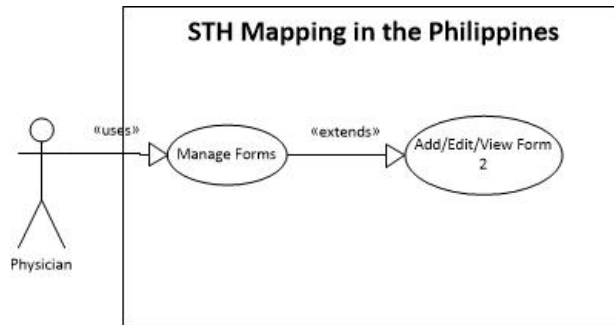 STH Mapping in the Philippines
«uses»
«extends»
Manage Forms
Add/Edit/View Form
2
Physician